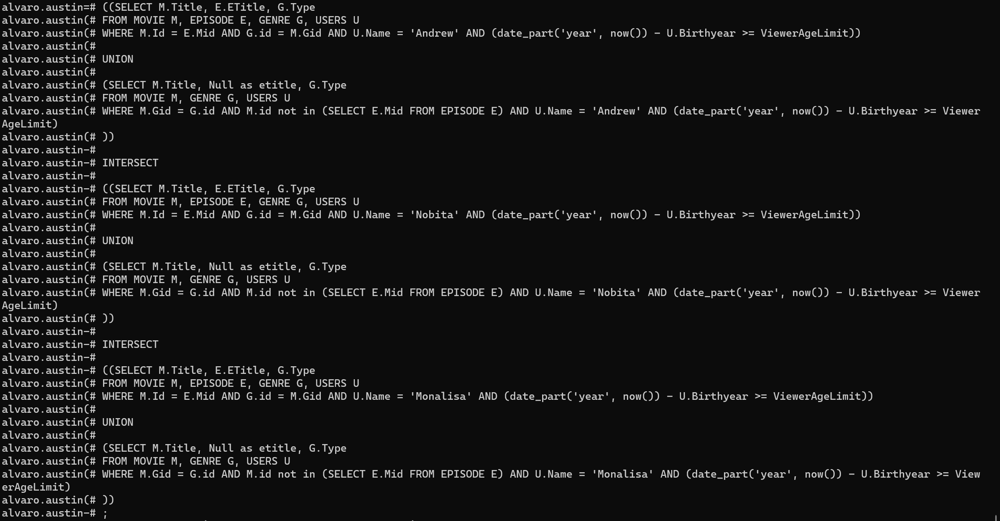 alvaro.austin=# ((SELECT M.Title, E.ETitle, G.Type
alvaro.austin(# FROM MOVIE M, EPISODE E, GENRE G, USERS U
alvaro.austin(# WHERE M.Id = E.Mid AND G.id = M.Gid AND U.Name = 'Andrew' AND (date_part('year', now()) - U.Birthyear >= ViewerAgeLimit))
alvaro.austin(#
alvaro.austin(# UNION
alvaro.austin(#
alvaro.austin(# (SELECT M.Title, Null as etitle, G.Type
alvaro.austin(# FROM MOVIE M, GENRE G, USERS U
alvaro.austin(# WHERE M.Gid = G.id AND M.id not in (SELECT E.Mid FROM EPISODE E) AND U.Name = 'Andrew' AND (date_part('year', now()) - U.Birthyear >= Viewer
AgeLimit)
alvaro.austin(# ))
alvaro.austin-#
alvaro.austin-# INTERSECT
alvaro.austin-#
alvaro.austin-# ((SELECT M.Title, E.ETitle, G.Type
alvaro.austin(# FROM MOVIE M, EPISODE E, GENRE G, USERS U
alvaro.austin(# WHERE M.Id = E.Mid AND G.id = M.Gid AND U.Name = 'Nobita' AND (date_part('year', now()) - U.Birthyear >= ViewerAgeLimit))
alvaro.austin(#
alvaro.austin(# UNION
alvaro.austin(#
alvaro.austin(# (SELECT M.Title, Null as etitle, G.Type
alvaro.austin(# FROM MOVIE M, GENRE G, USERS U
alvaro.austin(# WHERE M.Gid = G.id AND M.id not in (SELECT E.Mid FROM EPISODE E) AND U.Name = 'Nobita' AND (date_part('year', now()) - U.Birthyear >= Viewer
AgeLimit)
alvaro.austin(# ))
alvaro.austin-#
alvaro.austin-# INTERSECT
alvaro.austin-#
alvaro.austin-# ((SELECT M.Title, E.ETitle, G.Type
alvaro.austin(# FROM MOVIE M, EPISODE E, GENRE G, USERS U
alvaro.austin(# WHERE M.Id = E.Mid AND G.id = M.Gid AND U.Name = 'Monalisa' AND (date_part('year', now()) - U.Birthyear >= ViewerAgeLimit))
alvaro.austin(#
alvaro.austin(# UNION
alvaro.austin(#
alvaro.austin(# (SELECT M.Title, Null as etitle, G.Type
alvaro.austin(# FROM MOVIE M, GENRE G, USERS U
alvaro.austin(# WHERE M.Gid = G.id AND M.id not in (SELECT E.Mid FROM EPISODE E) AND U.Name = 'Monalisa' AND (date_part('year', now()) - U.Birthyear >= View
erAgeLimit)
alvaro.austin(# ))
alvaro.austin-# ;